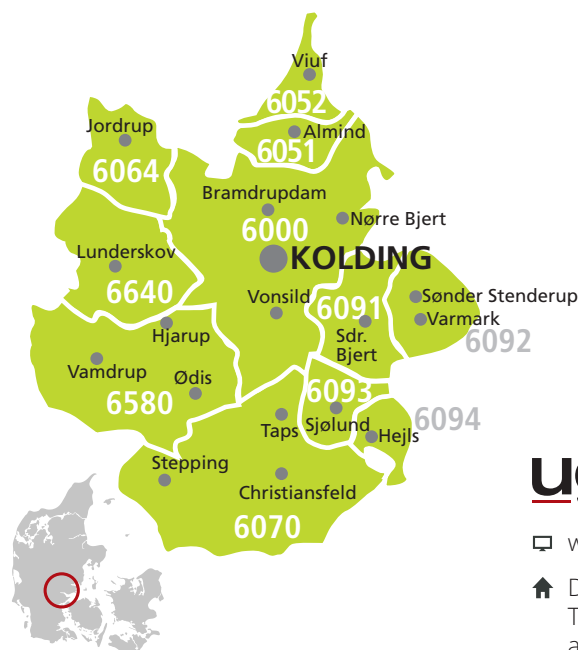 Viuf
6052
Jordrup
Almind
6051
6064
Bramdrupdam
Nørre Bjert
6000
KOLDING
Lunderskov
6640
Sønder Stenderup
Vonsild
6091
Varmark
Hjarup
Sdr.
Bjert
6092
Vamdrup
Ødis
6093
6580
Sjølund
6094
Taps
Hejls
Stepping
Christiansfeld
6070